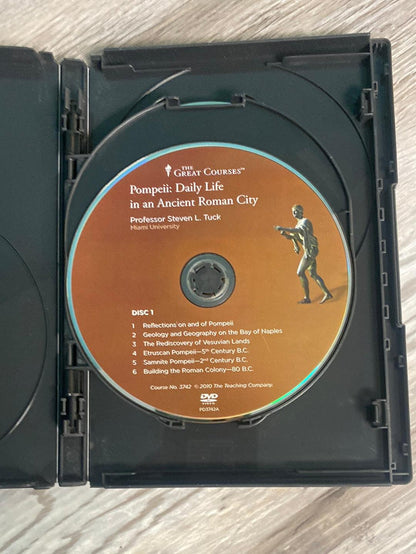 THE
GREAT COURSES™
Pompeii: Daily Life
in an Ancient Roman City
Professor Steven L. Tuck
Miami University
DISC 1
1 Reflections on and of Pompeii
2 Geology and Geography on the Bay of Naples
3 The Rediscovery of Vesuvian Lands
4 Etruscan Pompeii—5th Century B.C.
5 Samnite Pompeii—2nd Century B.C.
6 Building the Roman Colony—80 B.C.
Course No. 3742 © 2010 The Teaching Company.
DVD
VIDEO
PD3742A